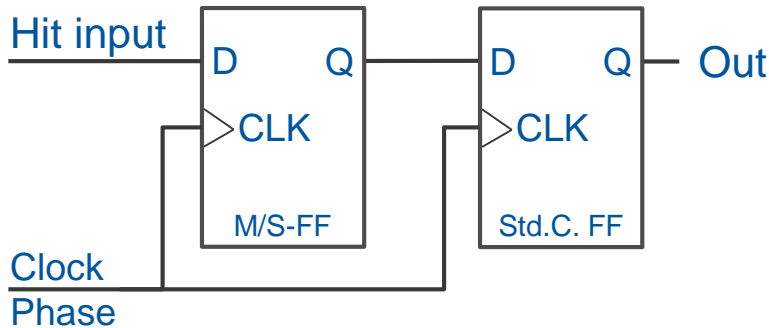 Hit input
D Q
D Q
Out
CLK
CLK
M/S-FF
Std.C. FF
Clock
Phase